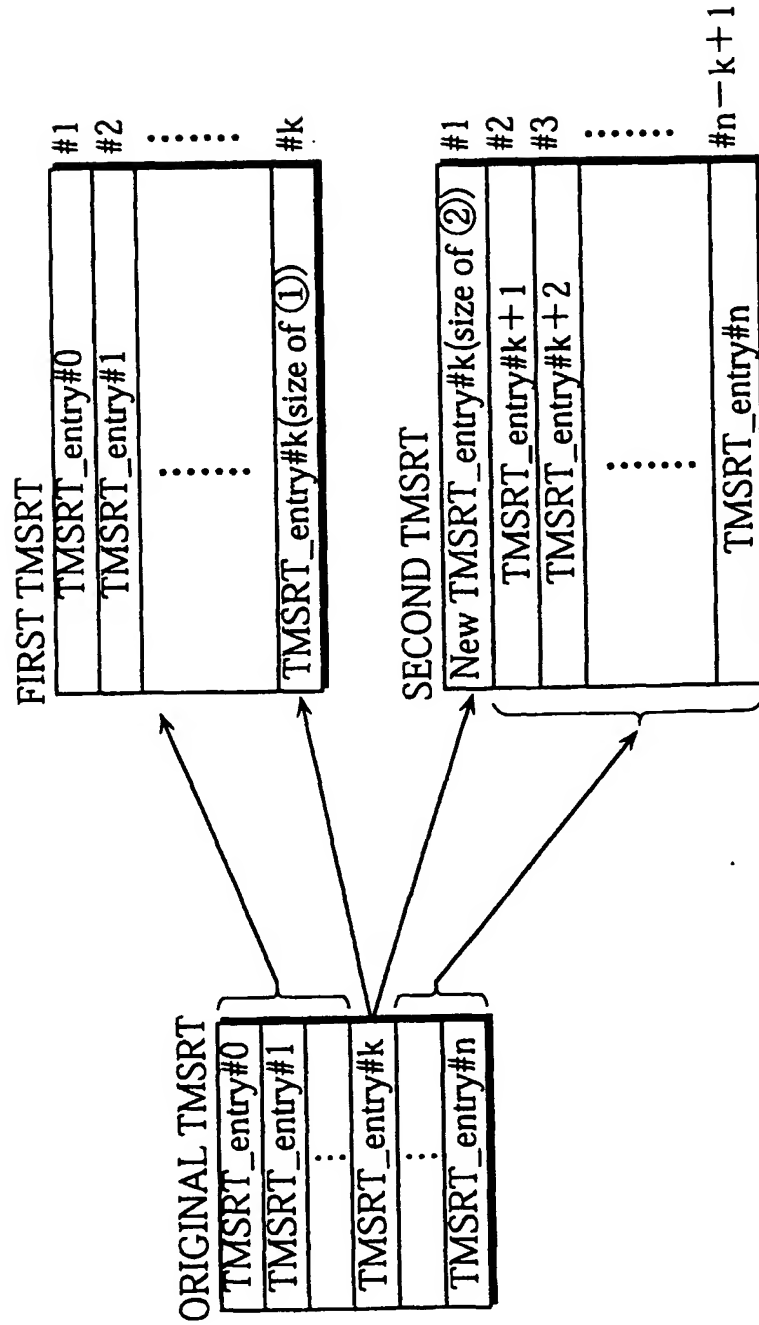 ORIGINAL TMSRT
TMSRT_entry#0
TMSRT_entry#1
⋯
TMSRT_entry#k
⋯
TMSRT_entry#n
FIRST TMSRT
TMSRT_entry#0 #1
TMSRT_entry#1 #2
⋯⋯⋯ ⋯⋯⋯
TMSRT_entry#k(size of ①) #k
SECOND TMSRT
New TMSRT_entry#k(size of ②) #1
TMSRT_entry#k+1 #2
TMSRT_entry#k+2 #3
⋯⋯⋯ ⋯⋯⋯
TMSRT_entry#n #n−k+1